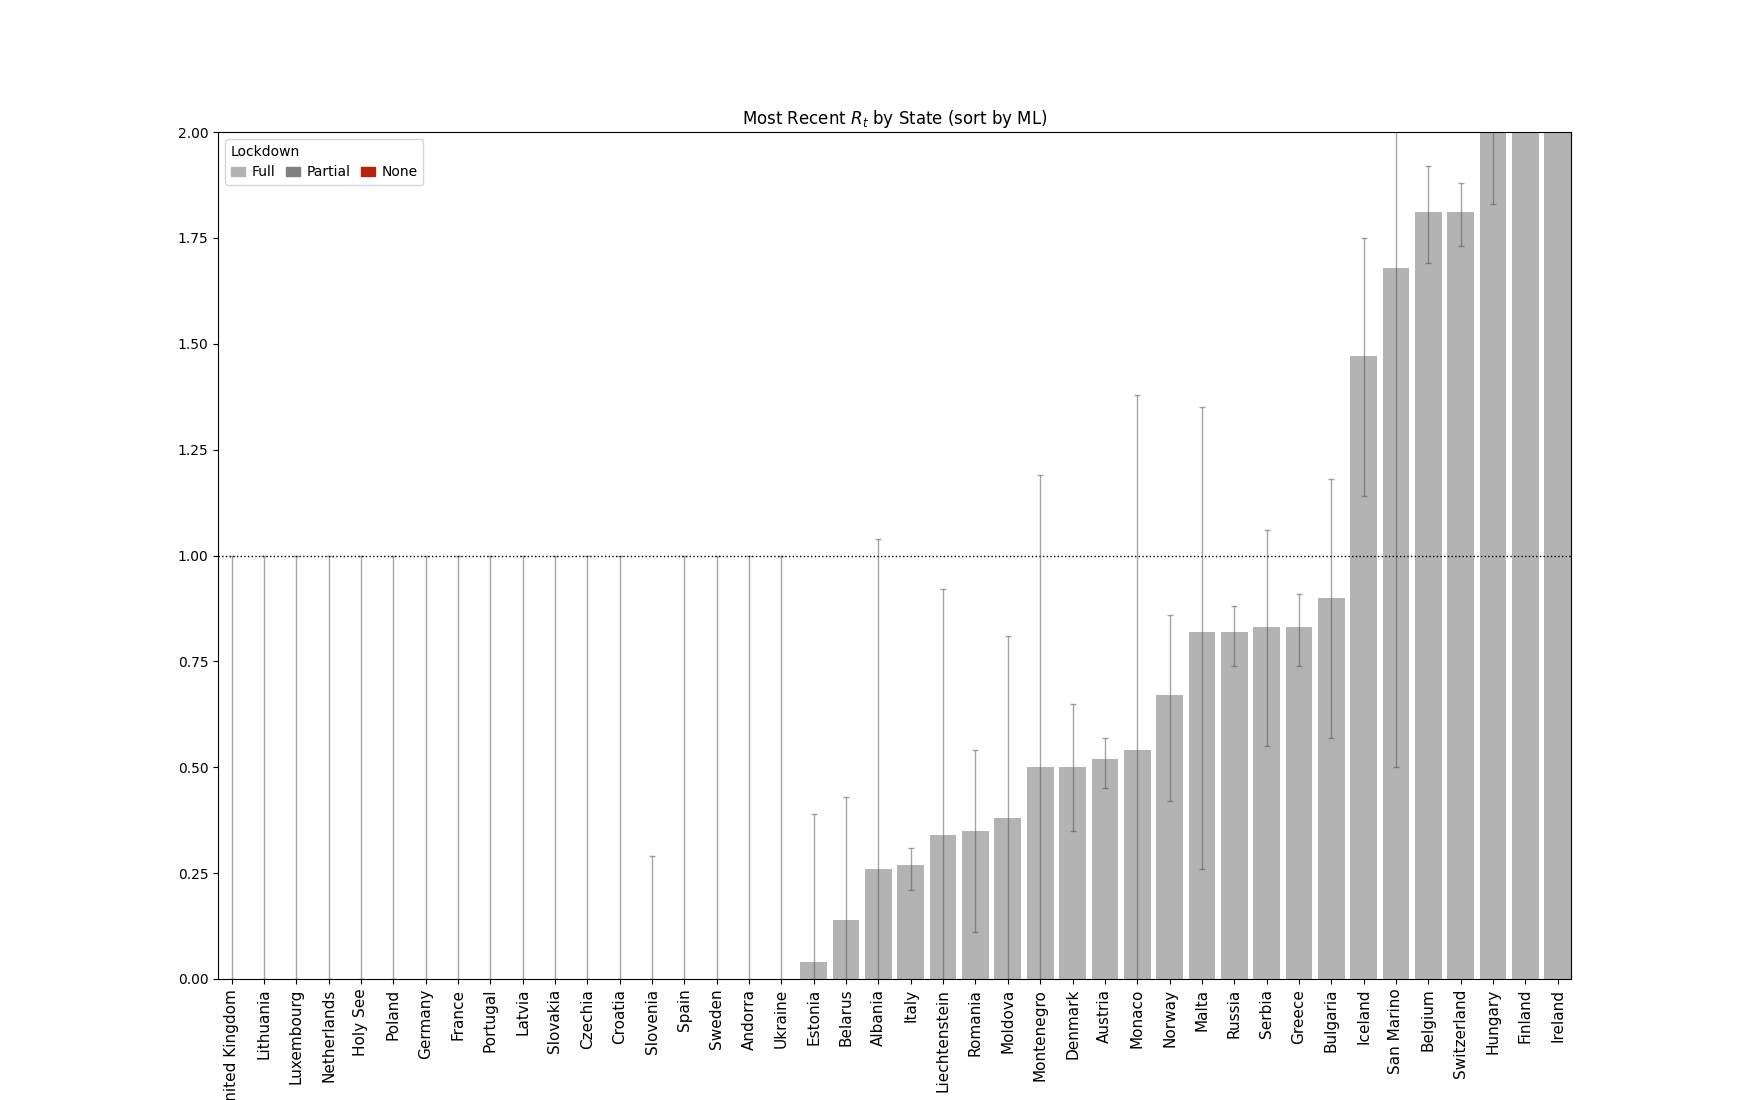 Most Recent Rt by State (sort by ML)
2.00
Lockdown
Full Partial None
1.75
1.50
1.25
1.00
0.75
0.50
0.25
0.00
nited Kingdom
Lithuania
Luxembourg
Netherlands
Holy See
Poland
Germany
France
Portugal
Latvia
Slovakia
Czechia
Croatia
Slovenia
Spain
Sweden
Andorra
Ukraine
Estonia
Belarus
Albania
Italy
Liechtenstein
Romania
Moldova
Montenegro
Denmark
Austria
Monaco
Norway
Malta
Russia
Serbia
Greece
Bulgaria
Iceland
San Marino
Belgium
Switzerland
Hungary
Finland
Ireland